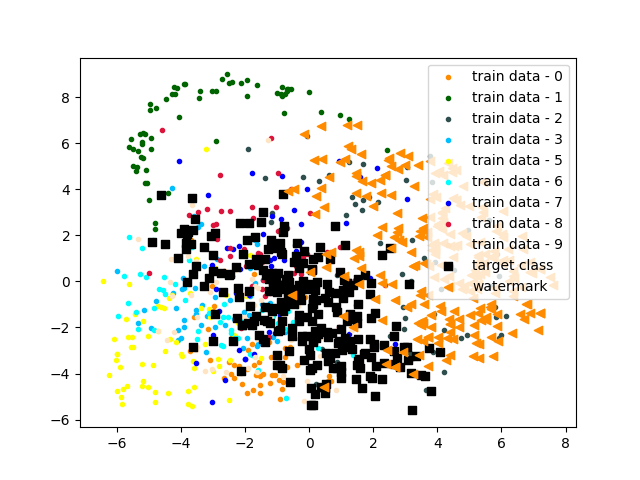 train data - 0
train data - 1
train data - 2
train data - 3
train data - 5
train data - 6
train data - 7
train data - 8
train data - 9
target class
watermark
8
6
4
2
0
−2
−4
−6
−6 −4 −2 0 2 4 6 8